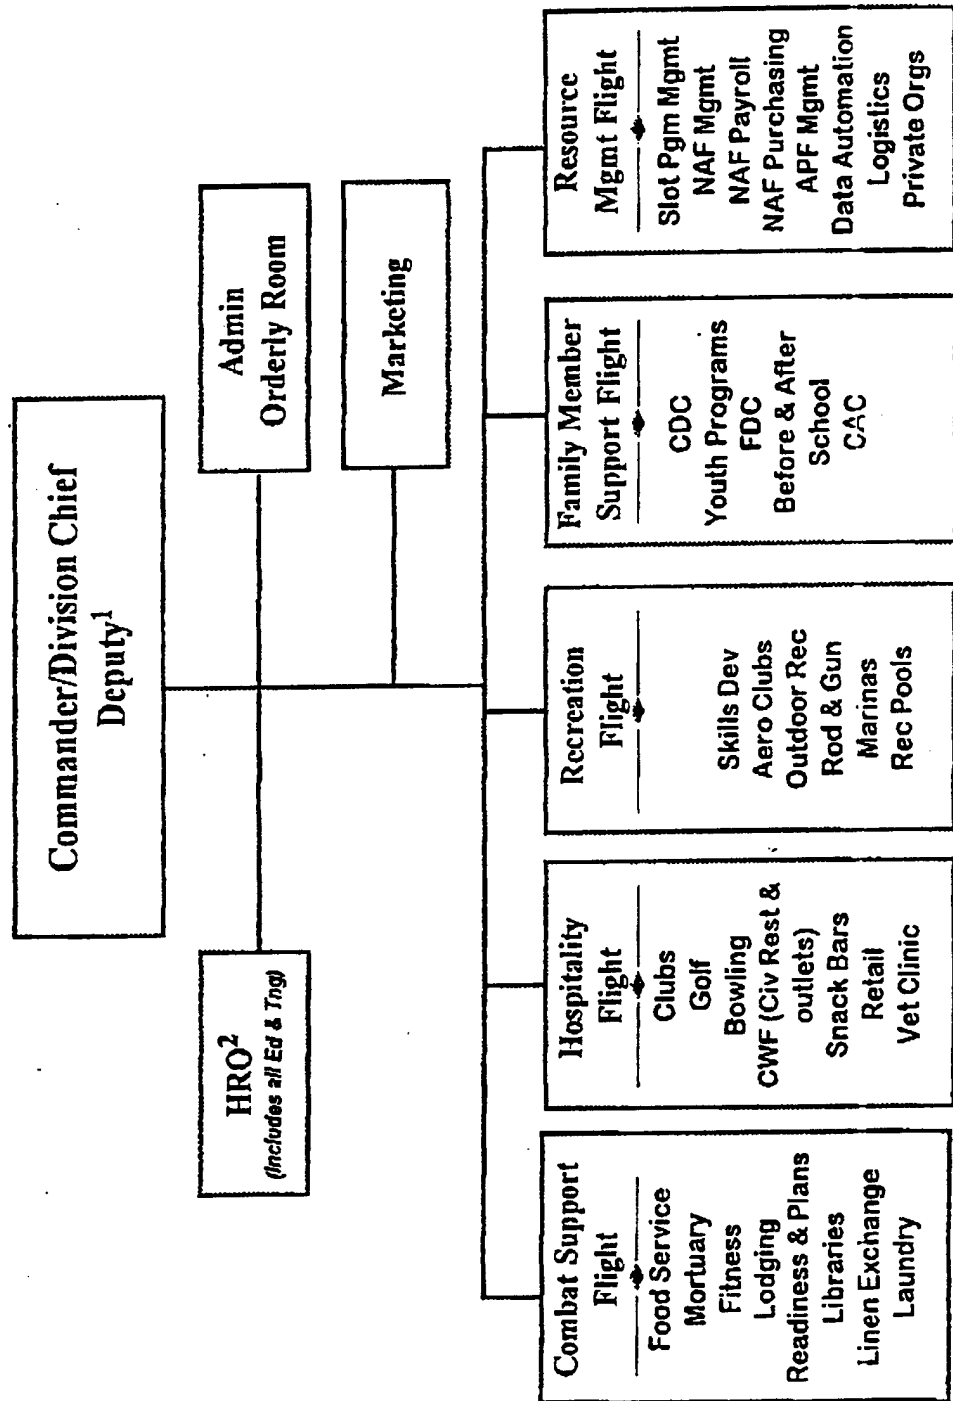 Commander/Division Chief
Deputy1
HRO2
(Includes all Ed & Tng)
Admin
Orderly Room
Marketing
Combat Support
Flight
Food Service
Mortuary
Fitness
Lodging
Readiness & Plans
Libraries
Linen Exchange
Laundry
Hospitality
Flight
Clubs
Golf
Bowling
CWF (Civ Rest &
outlets)
Snack Bars
Retail
Vet Clinic
Recreation
Flight
Skills Dev
Aero Clubs
Outdoor Rec
Rod & Gun
Marinas
Rec Pools
Family Member
Support Flight
CDC
Youth Programs
FDC
Before & After
School
CAC
Resource
Mgmt Flight
Slot Pgm Mgmt
NAF Mgmt
NAF Payroll
NAF Purchasing
APF Mgmt
Data Automation
Logistics
Private Orgs